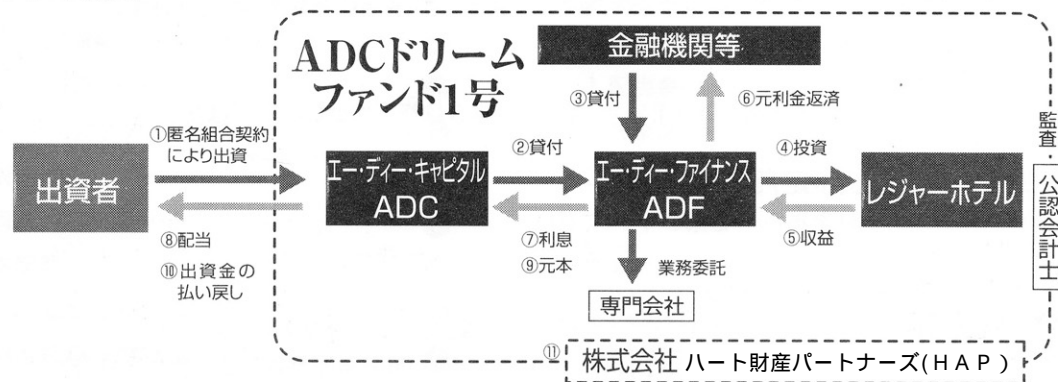 ADCドリーム
ファンド1号
金融機関等
③貸付
⑥元利金返済
①匿名組合契約
により出資
②貸付
④投資
出資者
エー・ディー・キャピタル
ADC
エー・ディー・ファイナンス
ADF
レジャーホテル
監査
公認会計士
⑧配当
⑩出資金の
払い戻し
⑦利息
⑨元本
⑤収益
業務委託
専門会社
⑪
株式会社 ハート財産パートナーズ(HAP)